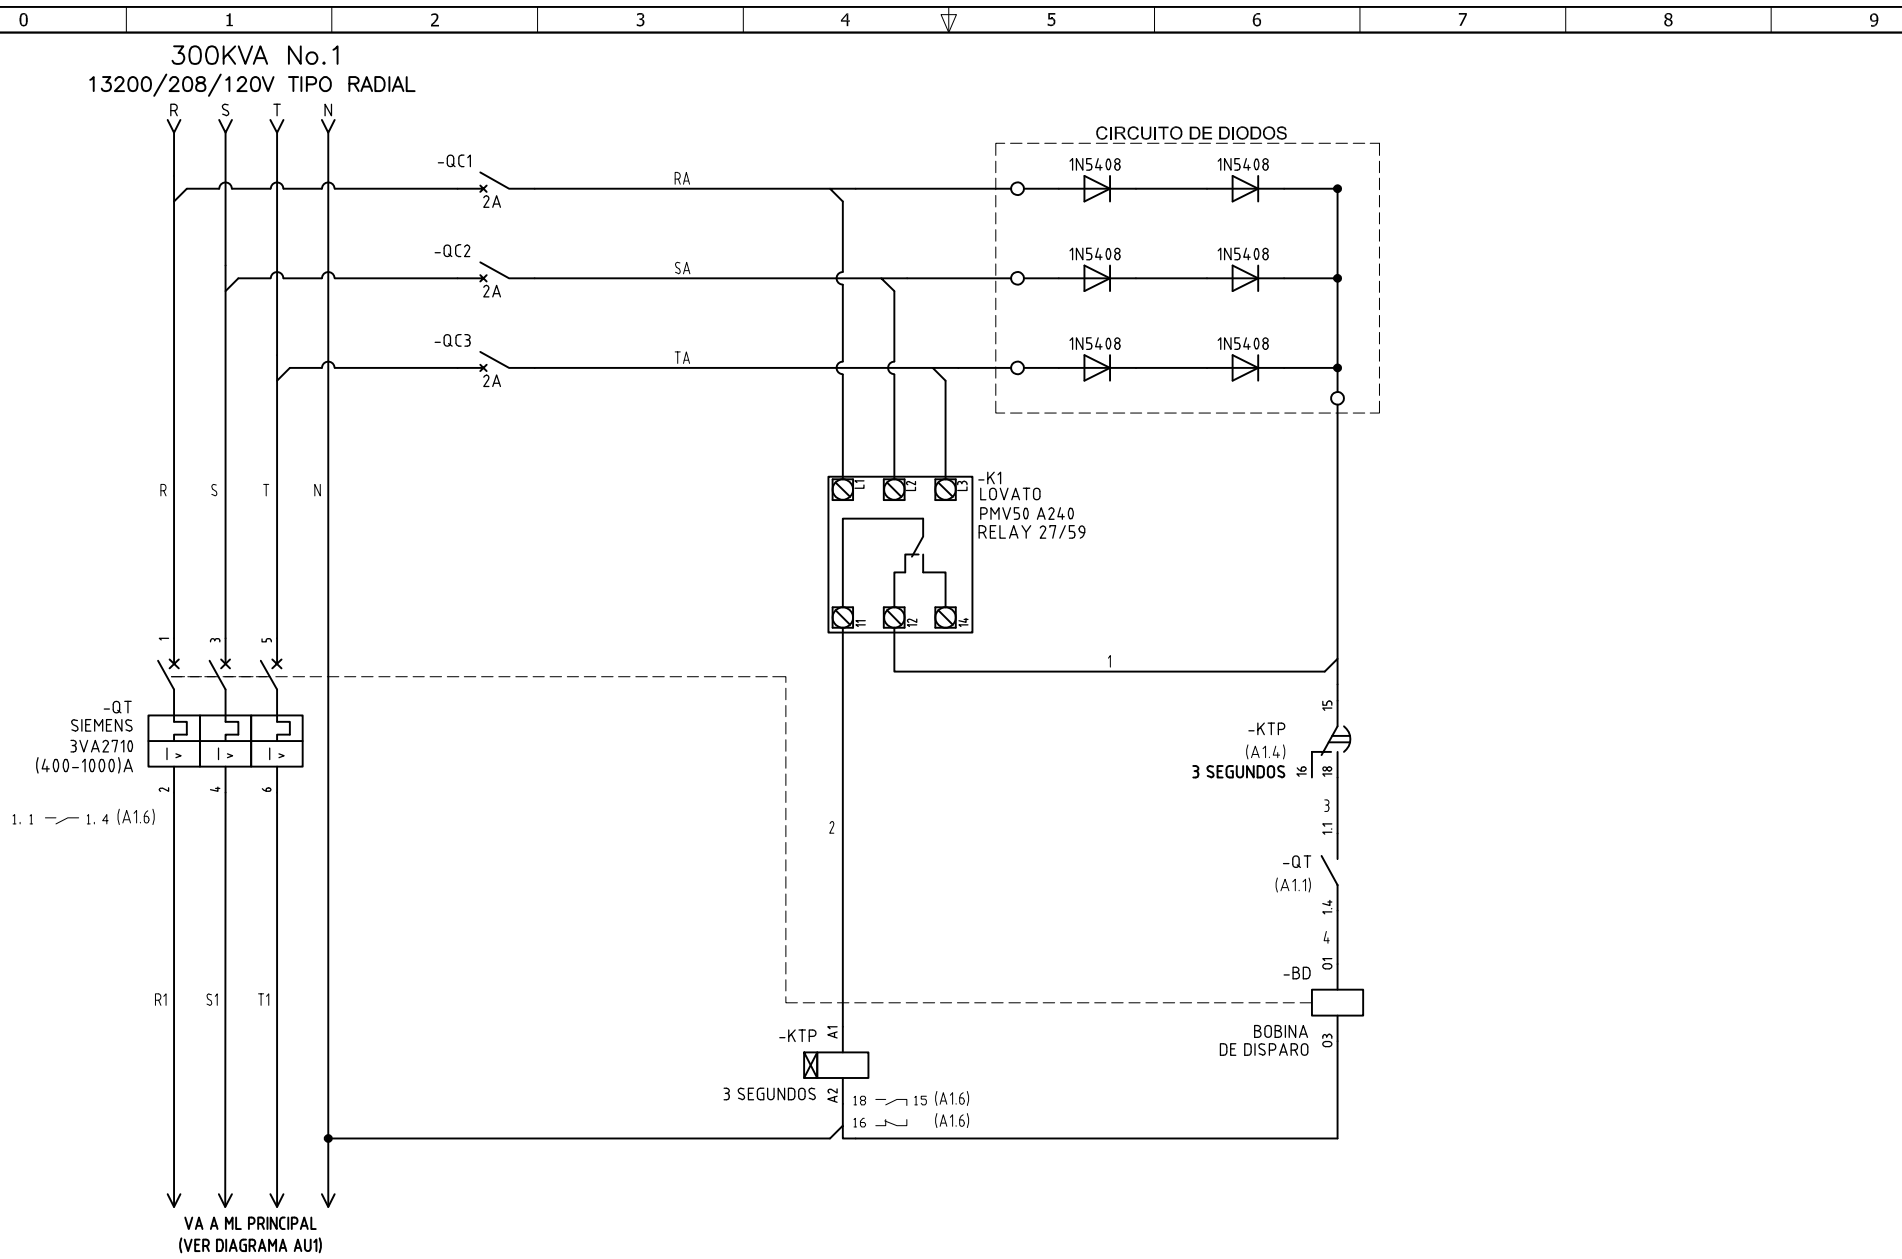 0 1 2 3 4 5 6 7 8 9
300KVA No.1
13200/208/120V TIPO RADIAL
R S T N
CIRCUITO DE DIODOS
-QC1
2A
RA
1N5408 1N5408
-QC2
2A
SA
1N5408 1N5408
-QC3
2A
TA
1N5408 1N5408
R S T N
L1 L2 L3
-K1
LOVATO
PMV50 A240
RELAY 27/59
11 12 14
1
1 3 5
-QT
SIEMENS
3VA2710
(400-1000)A
I > I > I >
2 4 6
1.1 1.4 (A1.6)
15
-KTP
(A1.4)
3 SEGUNDOS
16 18
3
2
1.1
-QT
(A1.1)
1.4
4
01
-BD
BOBINA
DE DISPARO
03
R1 S1 T1
-KTP
A1
3 SEGUNDOS
A2
18 15 (A1.6)
16 (A1.6)
VA A ML PRINCIPAL
(VER DIAGRAMA AU1)